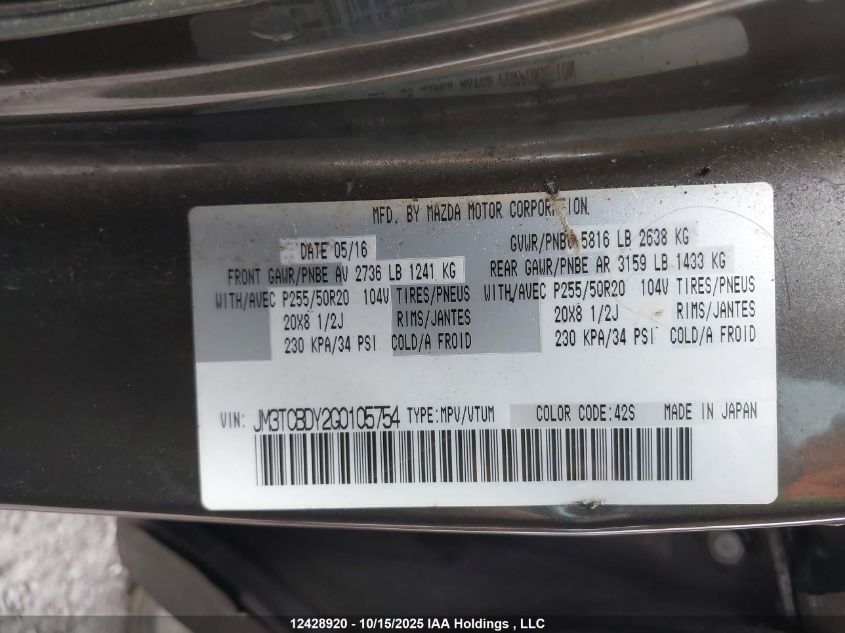 MFD. BY MAZDA MOTOR CORPORATION
DATE 05/16 GVWR/PNBV 5816 LB 2638 KG
FRONT GAWR/PNBE AV 2736 LB 1241 KG REAR GAWR/PNBE AR 3159 LB 1433 KG
WITH/AVEC P255/50R20 104V TIRES/PNEUS WITH/AVEC P255/50R20 104V TIRES/PNEUS
20X8 1/2J RIMS/JANTES 20X8 1/2J RIMS/JANTES
230 KPA/34 PSI COLD/A FROID 230 KPA/34 PSI COLD/A FROID
VIN: JM3TCBDY2G0105754 TYPE:MPV/VTUM COLOR CODE:42S MADE IN JAPAN
12428920 - 10/15/2025 IAA Holdings , LLC